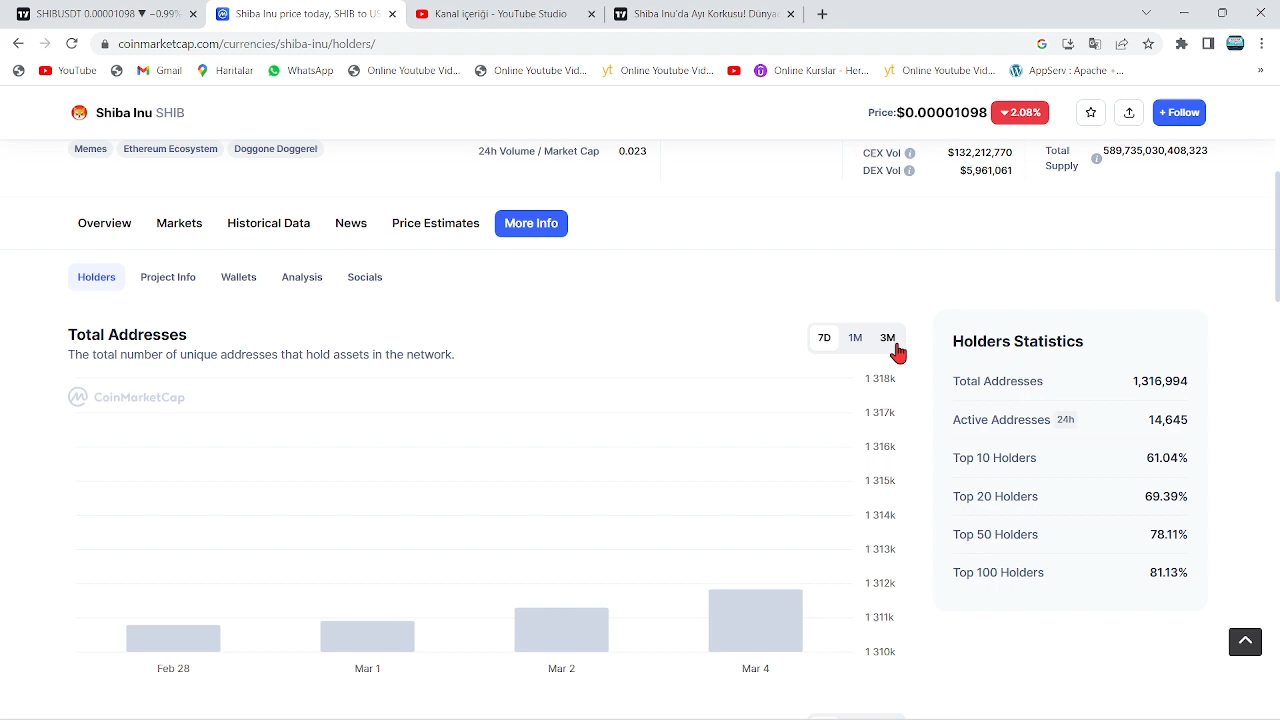 SHIBUSDT 0.00001098 ▼ −0.99%
Shiba Inu price today, SHIB to US
Kanal içeriği - YouTube Studio
Shiba Inu'da Ayı Korkusu! Dünyac
coinmarketcap.com/currencies/shiba-inu/holders/
YouTube
Gmail
Haritalar
WhatsApp
Online Youtube Vid...
Online Youtube Vid...
Online Youtube Vid...
Online Kurslar - Her...
Online Youtube Vid...
AppServ : Apache +...
»
Shiba Inu SHIB
Price:$0.00001098 2.08%
+ Follow
Memes Ethereum Ecosystem Doggone Doggerel
24h Volume / Market Cap 0.023
CEX Vol $132,212,770
DEX Vol $5,961,061
Total Supply 589,735,030,408,323
Overview Markets Historical Data News Price Estimates More Info
Holders Project Info Wallets Analysis Socials
Total Addresses
The total number of unique addresses that hold assets in the network.
7D 1M 3M
CoinMarketCap
1 318k
1 317k
1 316k
1 315k
1 314k
1 313k
1 312k
1 311k
1 310k
Feb 28 Mar 1 Mar 2 Mar 4
Holders Statistics
Total Addresses 1,316,994
Active Addresses 24h 14,645
Top 10 Holders 61.04%
Top 20 Holders 69.39%
Top 50 Holders 78.11%
Top 100 Holders 81.13%